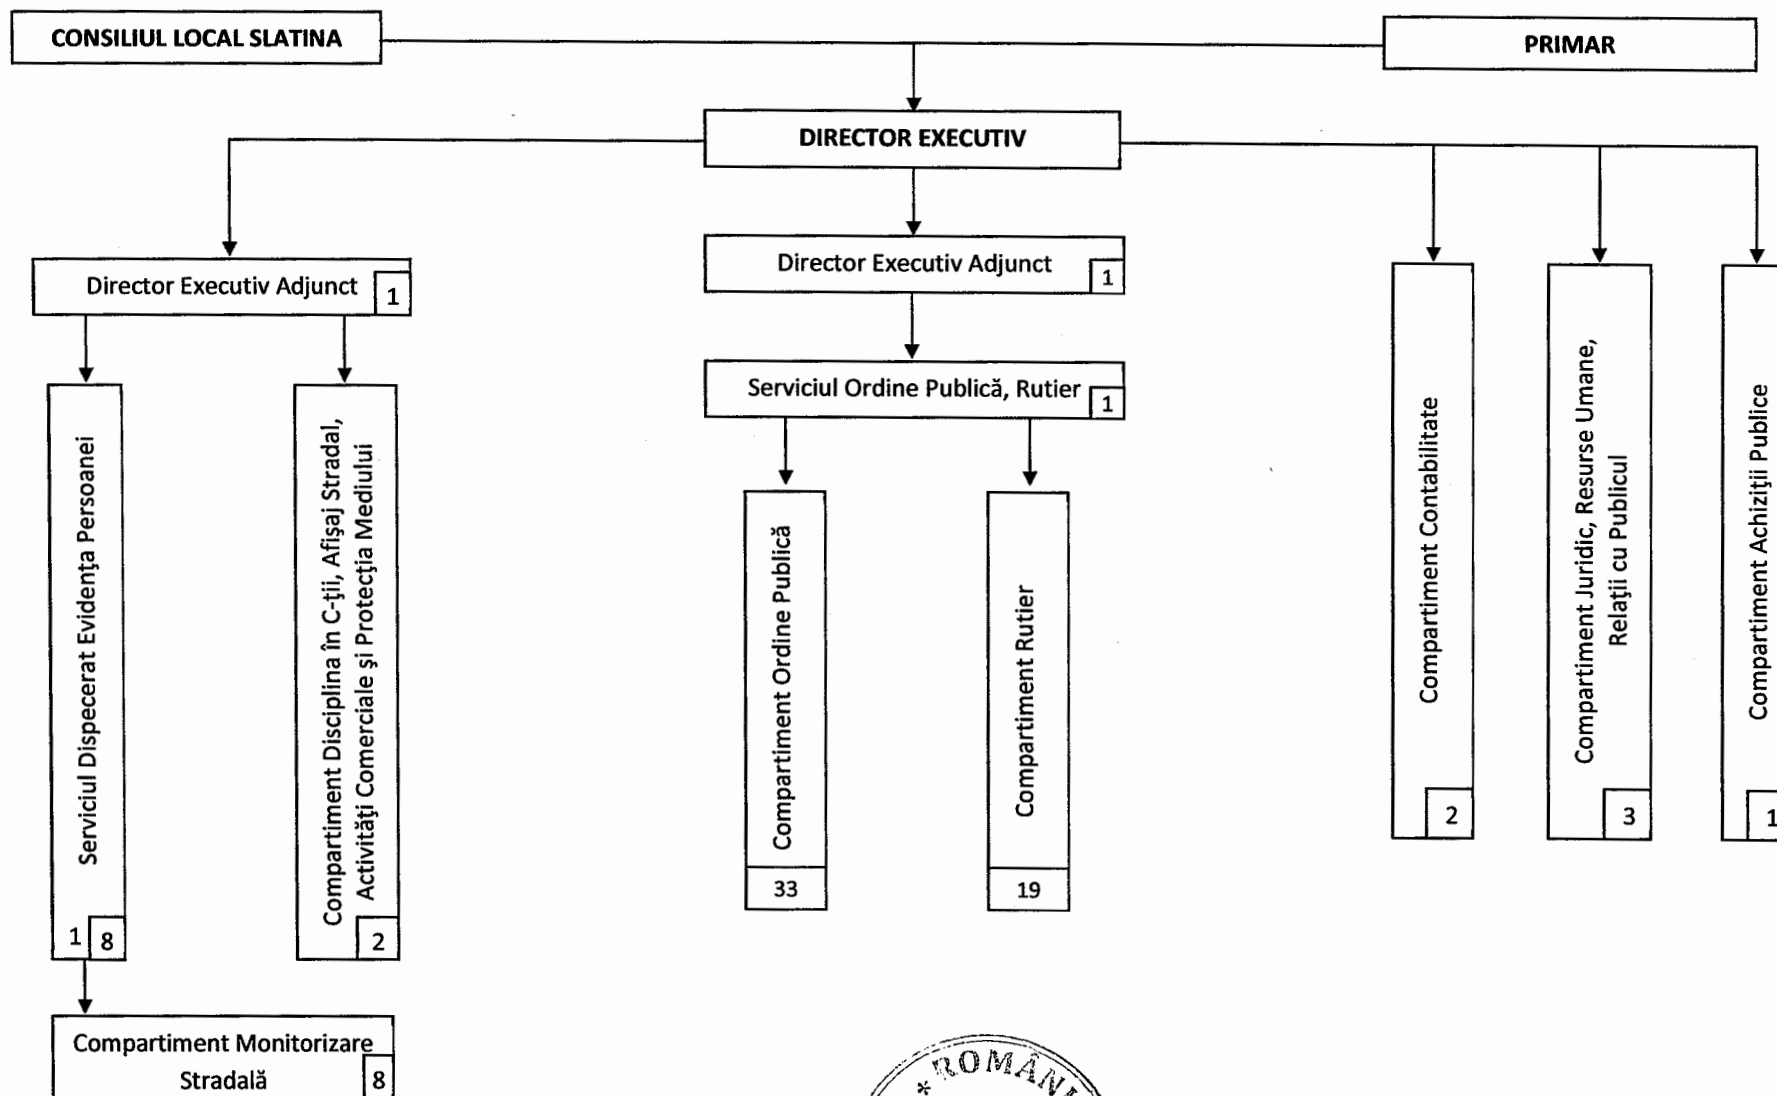 CONSILIUL LOCAL SLATINA
PRIMAR
DIRECTOR EXECUTIV
Director Executiv Adjunct
1
Director Executiv Adjunct
1
Serviciul Ordine Publică, Rutier
1
Serviciul Dispecerat Evidenţa Persoanei
1
8
Compartiment Disciplina în C-ţii, Afişaj Stradal,
Activităţi Comerciale şi Protecţia Mediului
2
Compartiment Ordine Publică
33
Compartiment Rutier
19
Compartiment Contabilitate
2
Compartiment Juridic, Resurse Umane,
Relaţii cu Publicul
3
Compartiment Achiziţii Publice
1
Compartiment Monitorizare
Stradală
8
* ROMÂNI